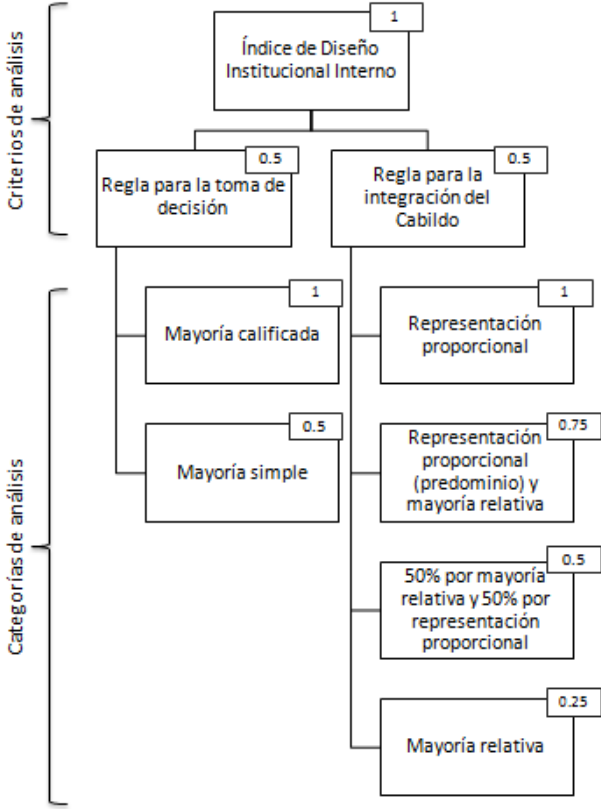 Criterios de análisis
1
Índice de Diseño
Institucional Interno
0.5
Regla para la toma de
decisión
0.5
Regla para la
integración del
Cabildo
Categorías de análisis
1
Mayoría calificada
0.5
Mayoría simple
1
Representación
proporcional
0.75
Representación
proporcional
(predominio) y
mayoría relativa
0.5
50% por mayoría
relativa y 50% por
representación
proporcional
0.25
Mayoría relativa